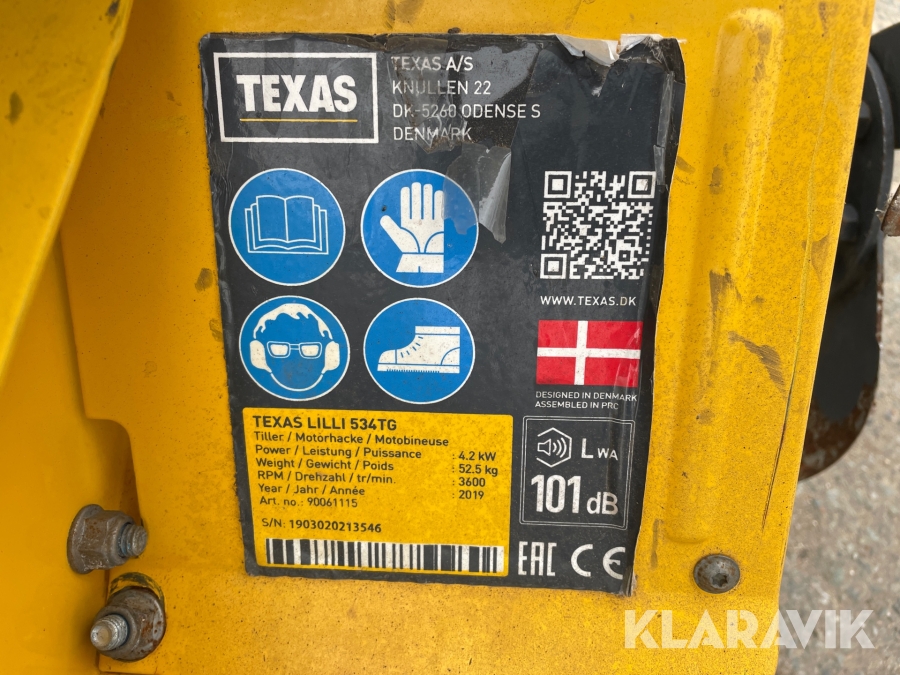 TEXAS
TEXAS A/S
KNULLEN 22
DK-5260 ODENSE S
DENMARK
WWW.TEXAS.DK
DESIGNED IN DENMARK
ASSEMBLED IN PRC
TEXAS LILLI 534TG
Tiller / Motorhacke / Motobineuse
Power / Leistung / Puissance : 4.2 kW
Weight / Gewicht / Poids : 52.5 kg
RPM / Drehzahl / tr/min. : 3600
Year / Jahr / Année : 2019
Art. no.: 90061115
S/N: 1903020213546
LWA
101 dB
EAC CE
KLARAVIK